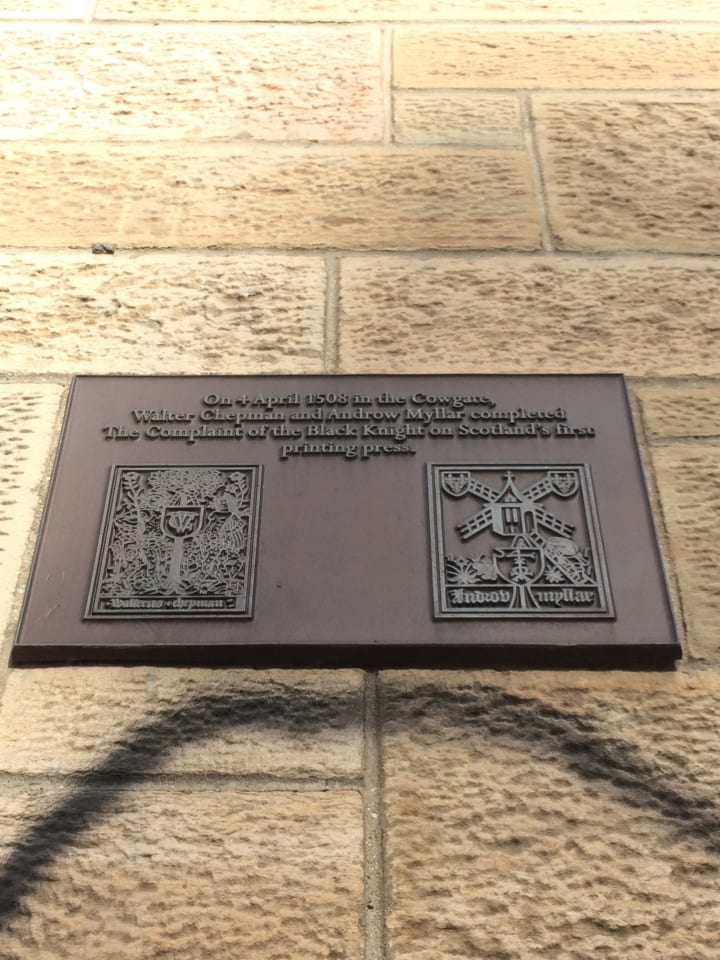 On 4 April 1508 in the Cowgate,
Walter Chepman and Androw Myllar completed
The Complaint of the Black Knight on Scotland's first
printing press.
Walterus chepman
Androv myllar